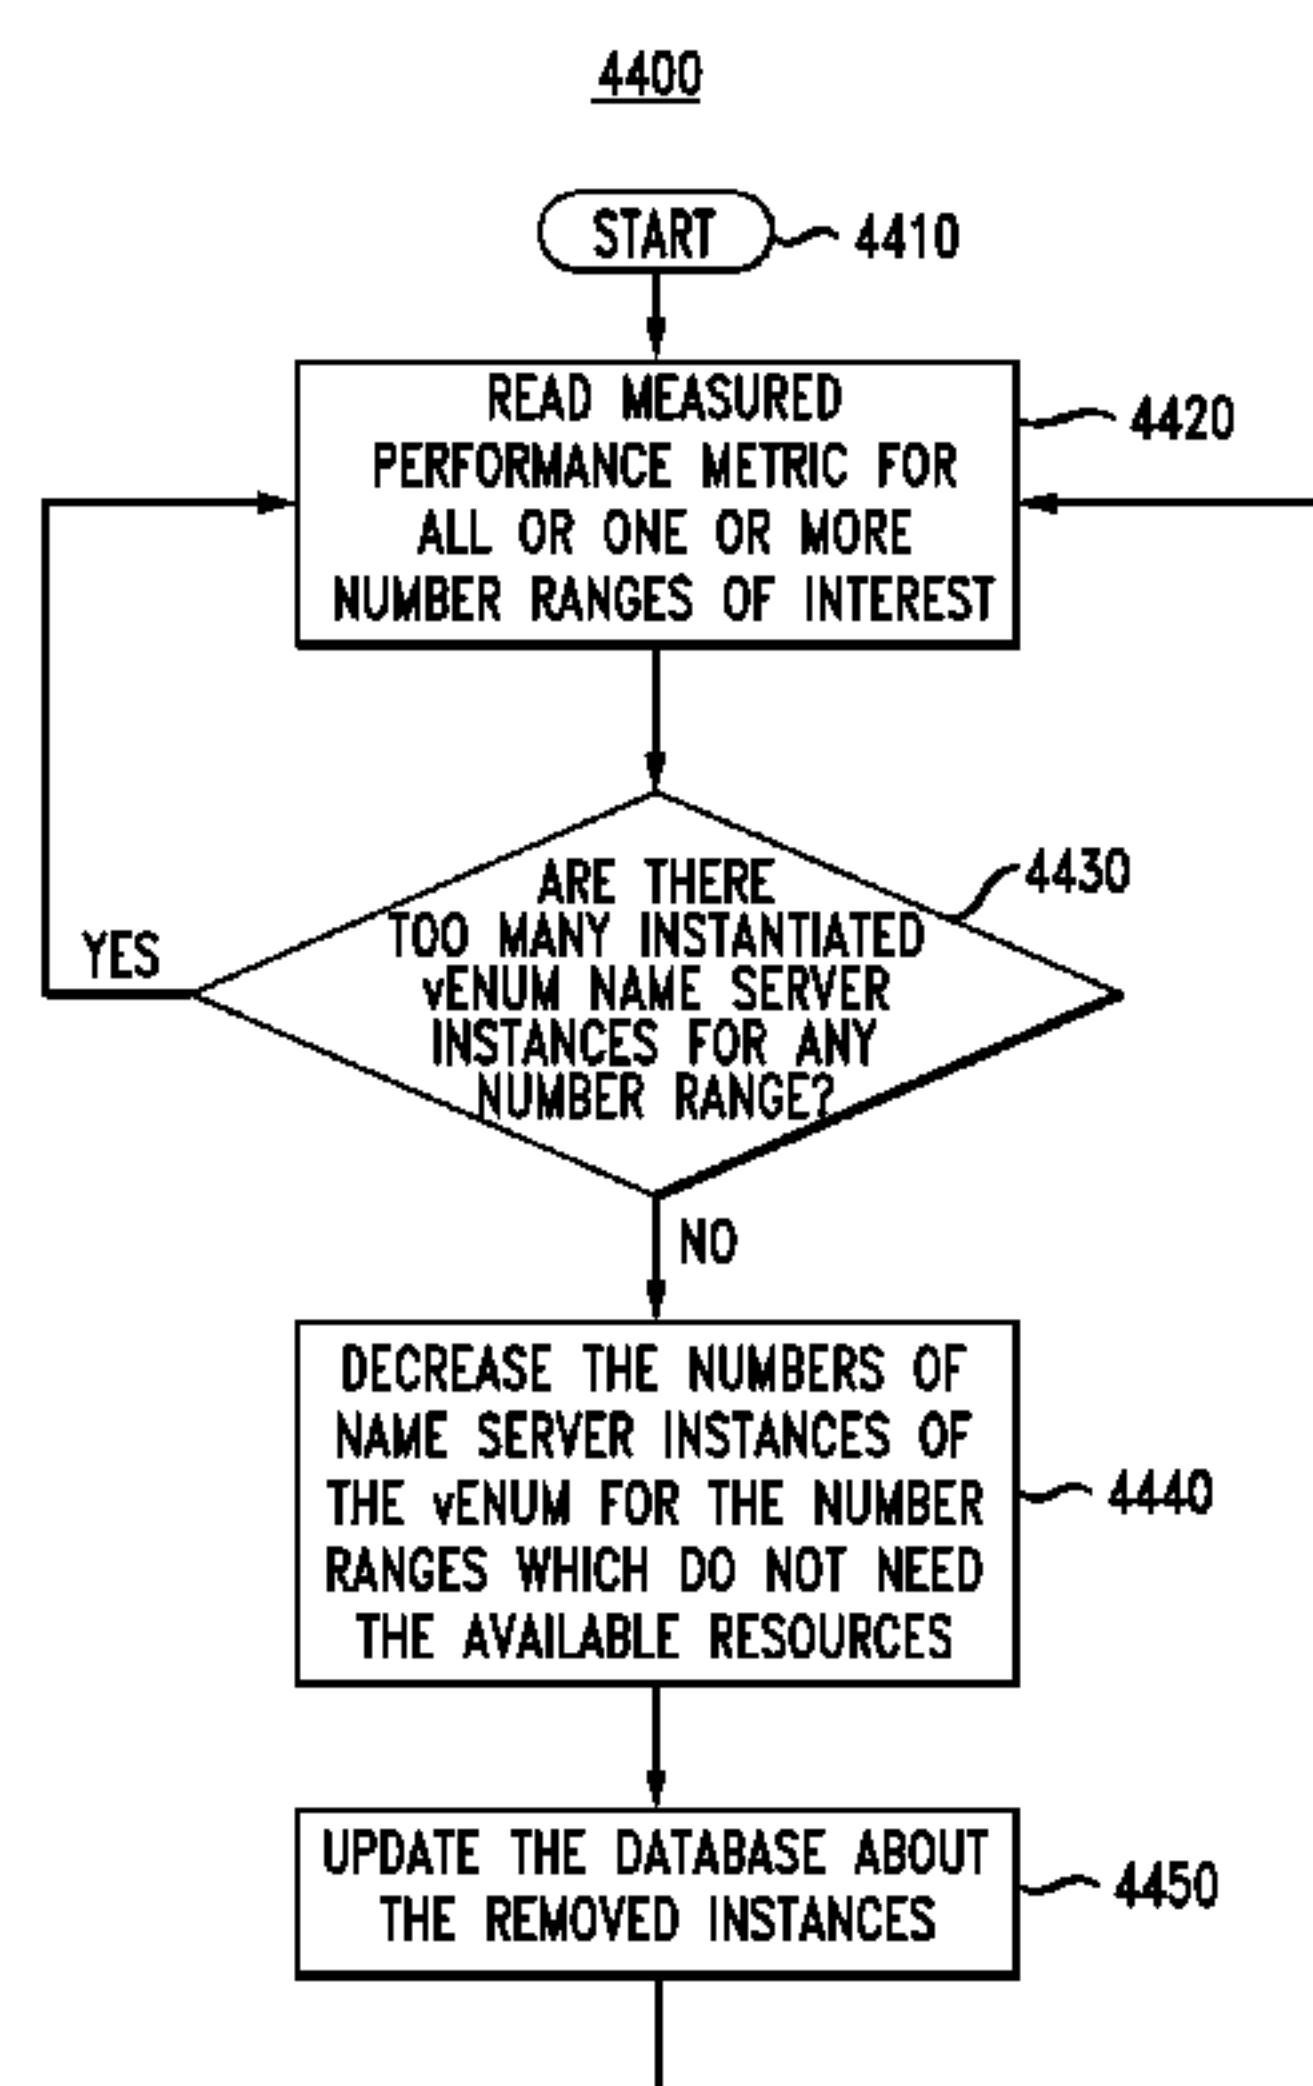 4400
START
4410
READ MEASURED
PERFORMANCE METRIC FOR
ALL OR ONE OR MORE
NUMBER RANGES OF INTEREST
4420
ARE THERE
TOO MANY INSTANTIATED
vENUM NAME SERVER
INSTANCES FOR ANY
NUMBER RANGE?
4430
YES
NO
DECREASE THE NUMBERS OF
NAME SERVER INSTANCES OF
THE vENUM FOR THE NUMBER
RANGES WHICH DO NOT NEED
THE AVAILABLE RESOURCES
4440
UPDATE THE DATABASE ABOUT
THE REMOVED INSTANCES
4450